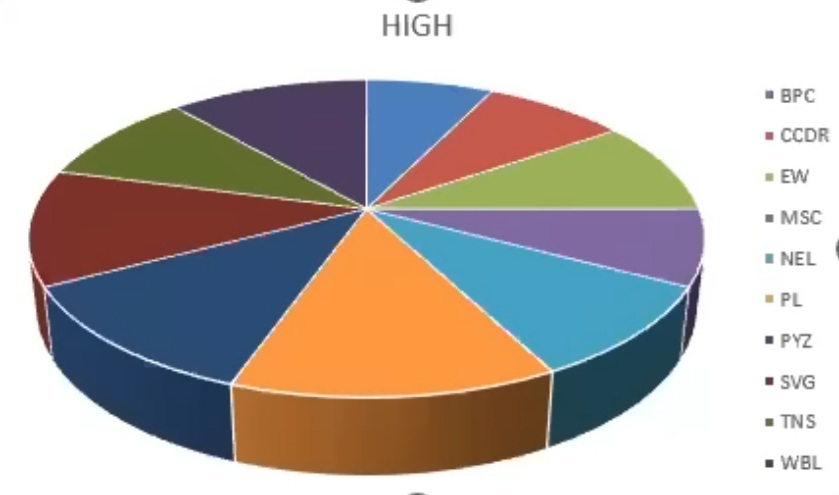 HIGH
BPC
CCDR
EW
MSC
NEL
PL
PYZ
SVG
TNS
WBL